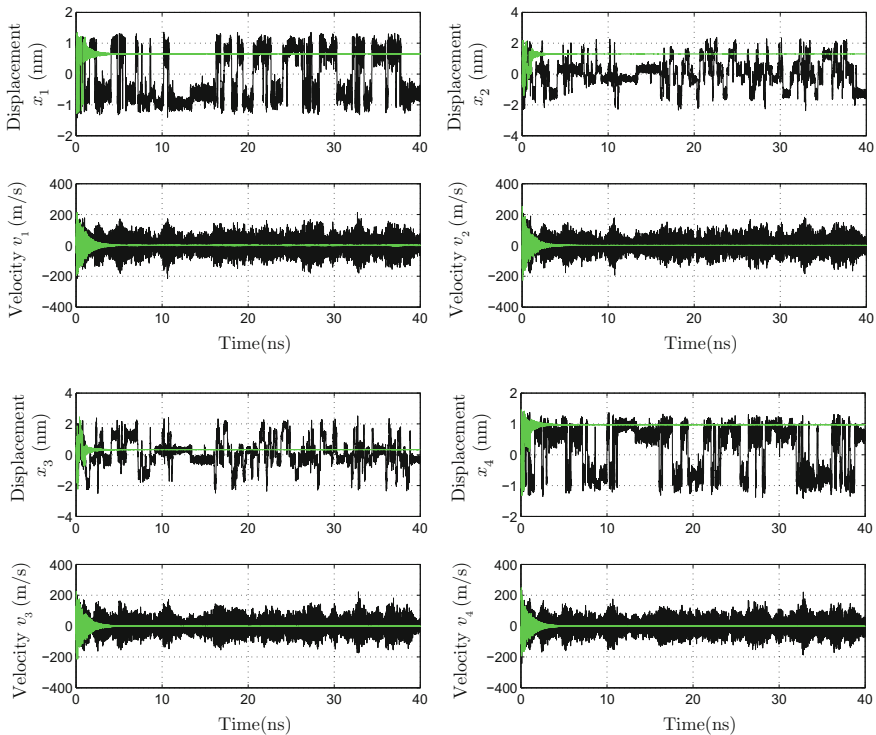 2
1
0
−1
−2
0 10 20 30 40
Displacement
x₁ (nm)
4
2
0
−2
−4
0 10 20 30 40
Displacement
x₂ (nm)
400
200
0
−200
−400
0 10 20 30 40
Velocity v₁ (m/s)
Time(ns)
400
200
0
−200
−400
0 10 20 30 40
Velocity v₂ (m/s)
Time(ns)
4
2
0
−2
−4
0 10 20 30 40
Displacement
x₃ (nm)
2
1
0
−1
−2
0 10 20 30 40
Displacement
x₄ (nm)
400
200
0
−200
−400
0 10 20 30 40
Velocity v₃ (m/s)
Time(ns)
400
200
0
−200
−400
0 10 20 30 40
Velocity v₄ (m/s)
Time(ns)